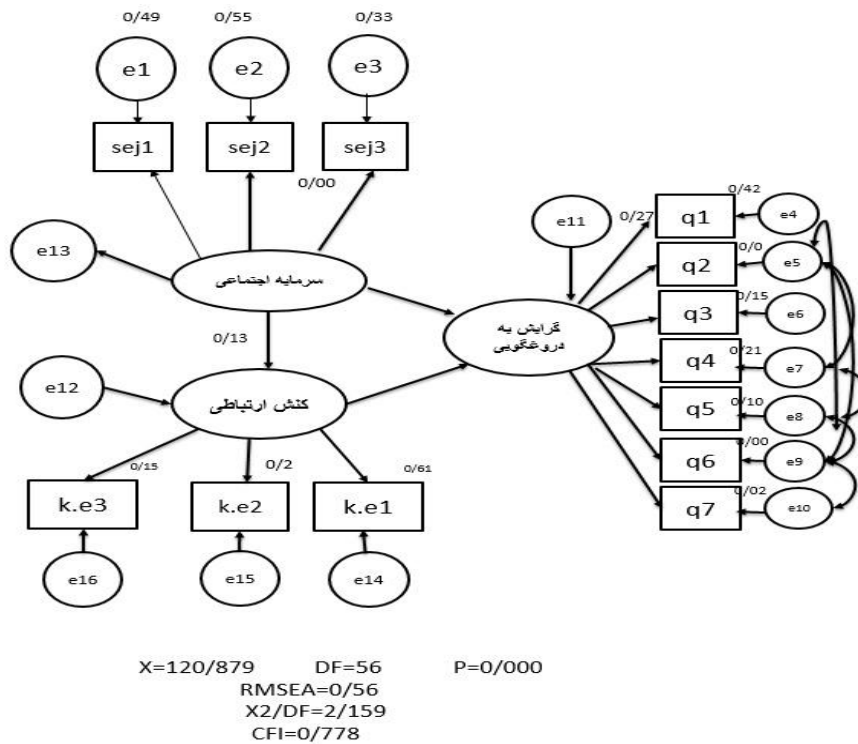 0/49 0/55 0/33
e1 e2 e3
sej1 sej2 sej3
0/00
e13
سرمایه اجتماعی
0/13
e12
کنش ارتباطی
0/15 0/2 0/61
k.e3 k.e2 k.e1
e16 e15 e14
e11
گرایش به
دروغگویی
0/27
0/42
q1 e4
0/0
q2 e5
0/15
q3 e6
0/21
q4 e7
0/10
q5 e8
0/00
q6 e9
0/02
q7 e10
X=120/879 DF=56 P=0/000
RMSEA=0/56
X2/DF=2/159
CFI=0/778